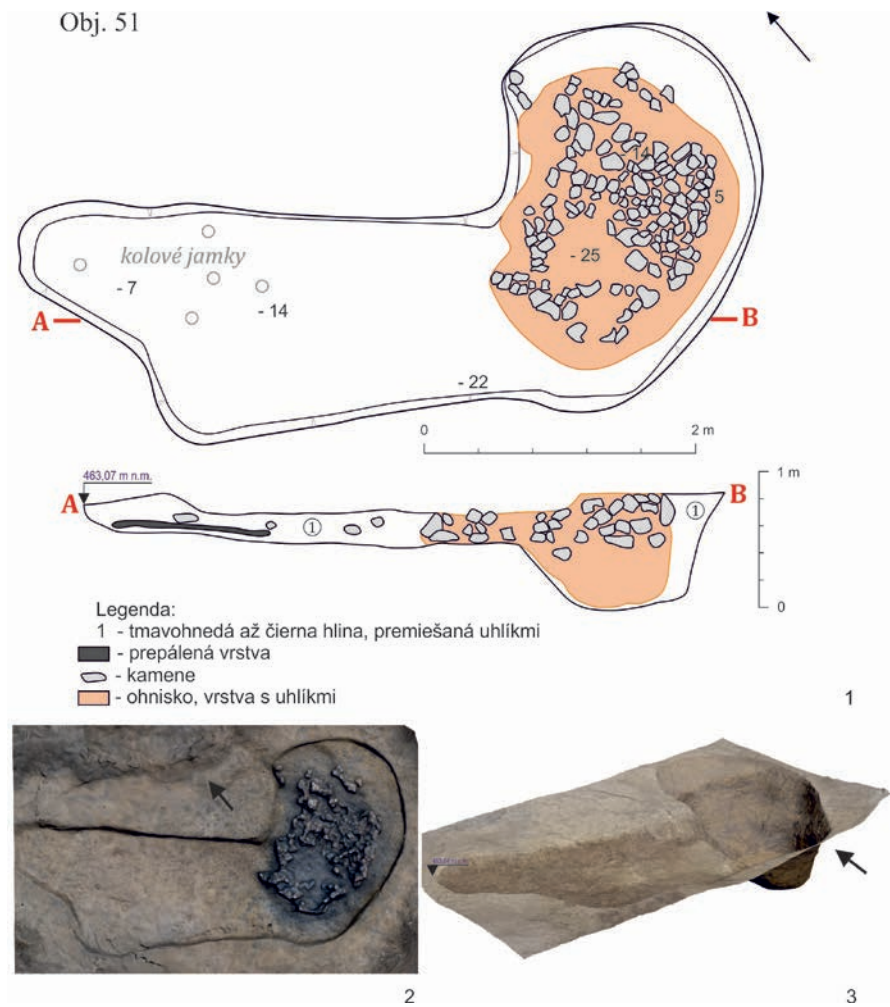 Obj. 51
- 14
5
kolové jamky
- 25
- 7
- 14
A
B
- 22
0
2 m
463,07 m n.m.
1 m
A
B
1
1
0
Legenda:
1 - tmavohnedá až čierna hlina, premiešaná uhlíkmi
- prepálená vrstva
- kamene
- ohnisko, vrstva s uhlíkmi
1
2
3